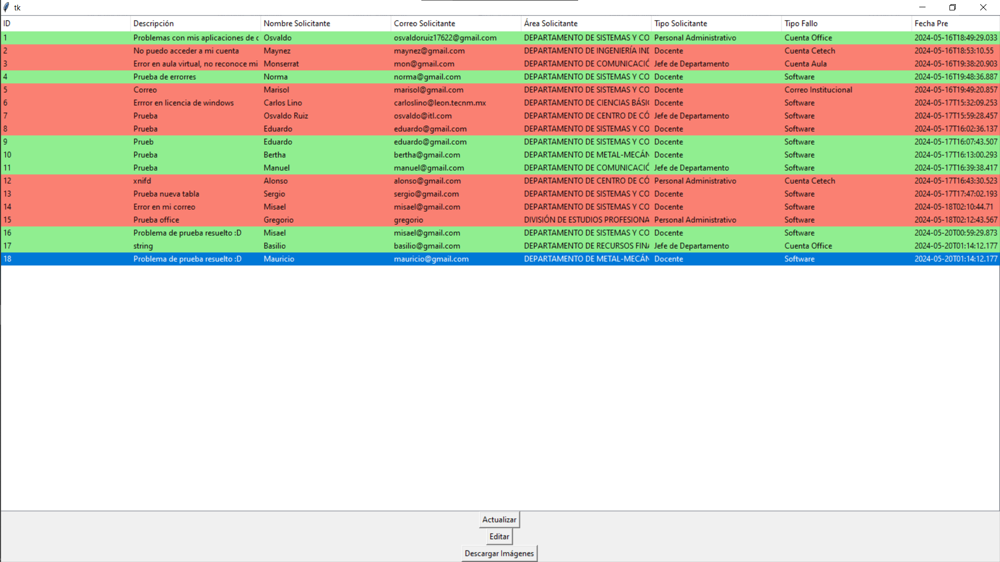 tk
ID Descripción Nombre Solicitante Correo Solicitante Área Solicitante Tipo Solicitante Tipo Fallo Fecha Pre
1 Problemas con mis aplicaciones de c Osvaldo osvaldoruiz17622@gmail.com DEPARTAMENTO DE SISTEMAS Y CO Personal Administrativo Cuenta Office 2024-05-16T18:49:29.033
2 No puedo acceder a mi cuenta Maynez maynez@gmail.com DEPARTAMENTO DE INGENIERÍA IND Docente Cuenta Cetech 2024-05-16T18:53:10.55
3 Error en aula virtual, no reconoce mi Monserrat mon@gmail.com DEPARTAMENTO DE COMUNICACIÓ Jefe de Departamento Cuenta Aula 2024-05-16T19:38:20.903
4 Prueba de errorres Norma norma@gmail.com DEPARTAMENTO DE SISTEMAS Y CO Docente Software 2024-05-16T19:48:36.887
5 Correo Marisol marisol@gmail.com DEPARTAMENTO DE SISTEMAS Y CO Docente Correo Institucional 2024-05-16T19:49:20.857
6 Errror en licencia de windows Carlos Lino carloslino@leon.tecnm.mx DEPARTAMENTO DE CIENCIAS BÁSIC Docente Software 2024-05-17T15:32:09.253
7 Prueba Osvaldo Ruiz osvaldo@itl.com DEPARTAMENTO DE CENTRO DE CÓ Jefe de Departamento Software 2024-05-17T15:59:28.457
8 Prueba Eduardo eduardo@gmail.com DEPARTAMENTO DE SISTEMAS Y CO Docente Software 2024-05-17T16:02:36.137
9 Prueb Eduardo eduardo@gmail.com DEPARTAMENTO DE SISTEMAS Y CO Docente Software 2024-05-17T16:07:43.507
10 Prueba Bertha bertha@gmail.com DEPARTAMENTO DE METAL-MECÁN Docente Software 2024-05-17T16:13:00.293
11 Prueba Manuel manuel@gmail.com DEPARTAMENTO DE COMUNICACIÓ Jefe de Departamento Software 2024-05-17T16:39:38.417
12 xnifd Alonso alonso@gmail.com DEPARTAMENTO DE CENTRO DE CÓ Personal Administrativo Cuenta Cetech 2024-05-17T16:43:30.523
13 Prueba nueva tabla Sergio sergio@gmail.com DEPARTAMENTO DE SISTEMAS Y CO Docente Software 2024-05-17T17:47:02.193
14 Error en mi correo Misael misael@gmail.com DEPARTAMENTO DE SISTEMAS Y CO Docente Software 2024-05-18T02:10:44.71
15 Prueba office Gregorio gregorio DIVISIÓN DE ESTUDIOS PROFESIONA Personal Administrativo Software 2024-05-18T02:12:43.567
16 Problema de prueba resuelto :D Misael misael@gmail.com DEPARTAMENTO DE SISTEMAS Y CO Docente Software 2024-05-20T00:59:29.873
17 string Basilio basilio@gmail.com DEPARTAMENTO DE RECURSOS FINA Jefe de Departamento Cuenta Office 2024-05-20T01:14:12.177
18 Problema de prueba resuelto :D Mauricio mauricio@gmail.com DEPARTAMENTO DE METAL-MECÁN Docente Software 2024-05-20T01:14:12.177
Actualizar
Editar
Descargar Imágenes